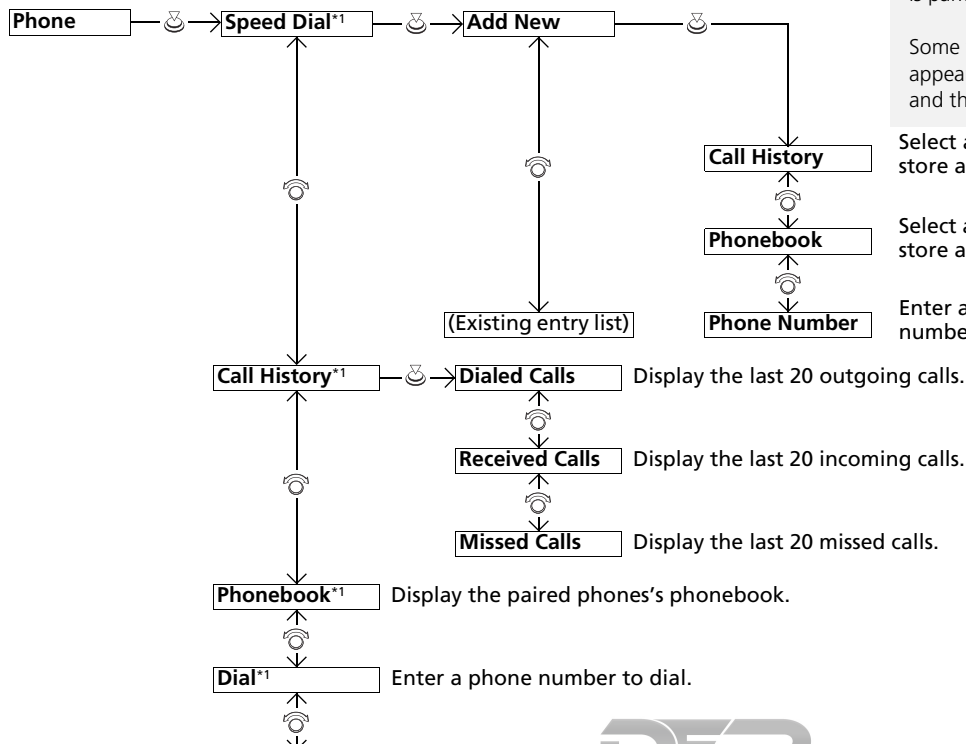 is
Some
appea
and th
Phone
Speed Dial*1
Add New
Call History
Select a
store a
Phonebook
Select a
store a
(Existing entry list)
Phone Number
Enter a
numbe
Call History*1
Dialed Calls
Display the last 20 outgoing calls.
Received Calls
Display the last 20 incoming calls.
Missed Calls
Display the last 20 missed calls.
Phonebook*1
Display the paired phones's phonebook.
Dial*1
Enter a phone number to dial.